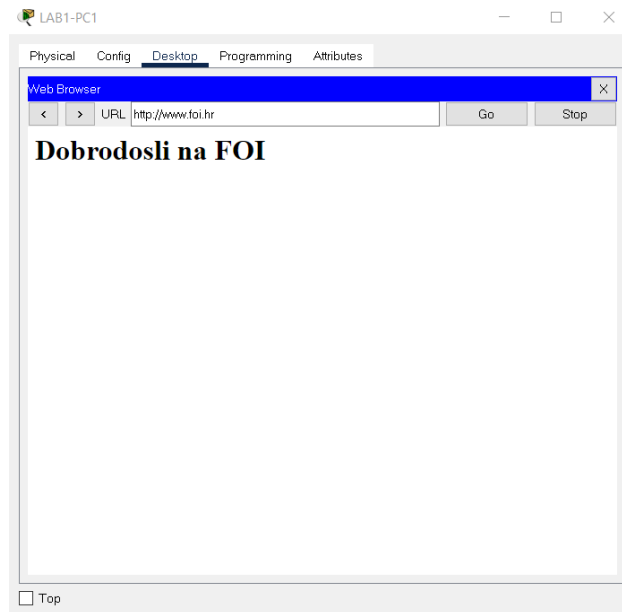 LAB1-PC1
Physical Config Desktop Programming Attributes
Web Browser X
< > URL http://www.foi.hr Go Stop
Dobrodosli na FOI
Top